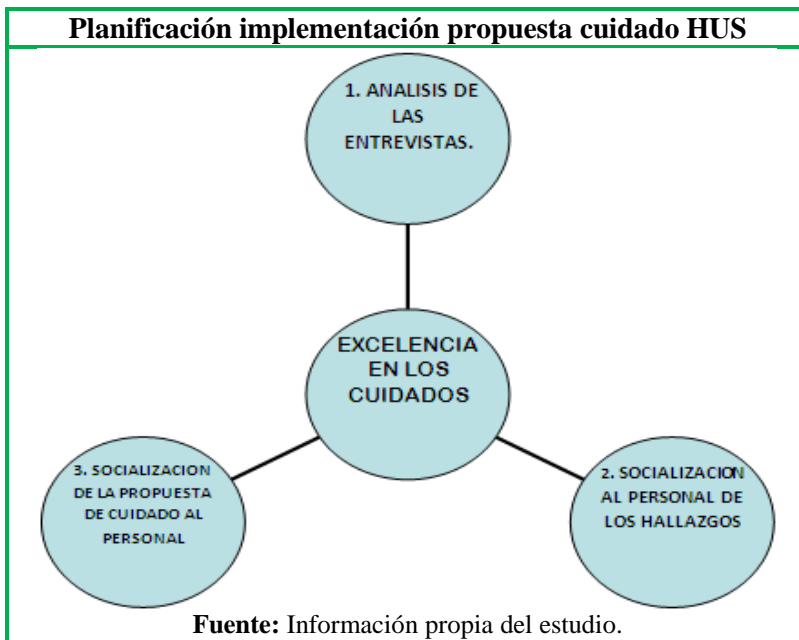 Planificación implementación propuesta cuidado HUS
1. ANALISIS DE
LAS
ENTREVISTAS.
EXCELENCIA
EN LOS
CUIDADOS
3. SOCIALIZACION
DE LA PROPUESTA
DE CUIDADO AL
PERSONAL
2. SOCIALIZACION
AL PERSONAL DE
LOS HALLAZGOS
Fuente: Información propia del estudio.